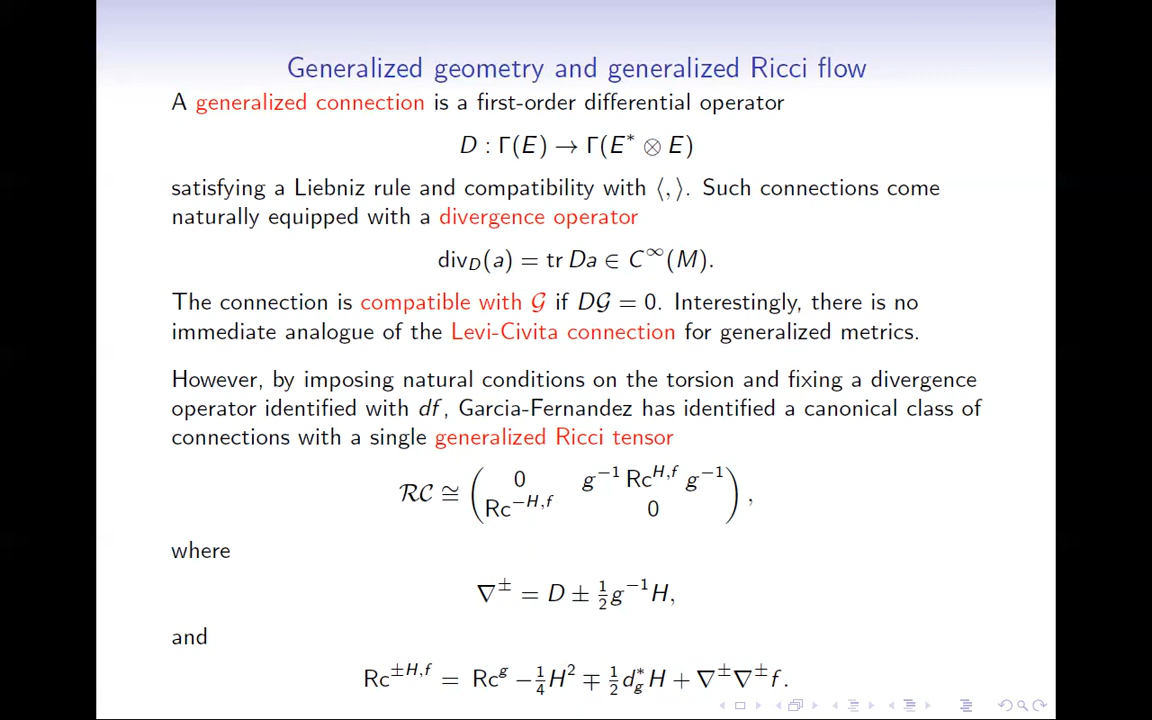 Generalized geometry and generalized Ricci flow
A generalized connection is a first-order differential operator
D : Γ(E) → Γ(E* ⊗ E)
satisfying a Liebniz rule and compatibility with ⟨,⟩. Such connections come
naturally equipped with a divergence operator
div_D(a) = tr Da ∈ C^∞(M).
The connection is compatible with 𝒢 if D𝒢 = 0. Interestingly, there is no
immediate analogue of the Levi-Civita connection for generalized metrics.
However, by imposing natural conditions on the torsion and fixing a divergence
operator identified with df, Garcia-Fernandez has identified a canonical class of
connections with a single generalized Ricci tensor
ℛ𝒞 ≅ ( 0 g^{-1} Rc^{H,f} g^{-1}
Rc^{-H,f} 0 ) ,
where
∇^± = D ± ½g^{-1}H,
and
Rc^{±H,f} = Rc^g −¼H² ∓ ½d*_g H + ∇^±∇^± f.